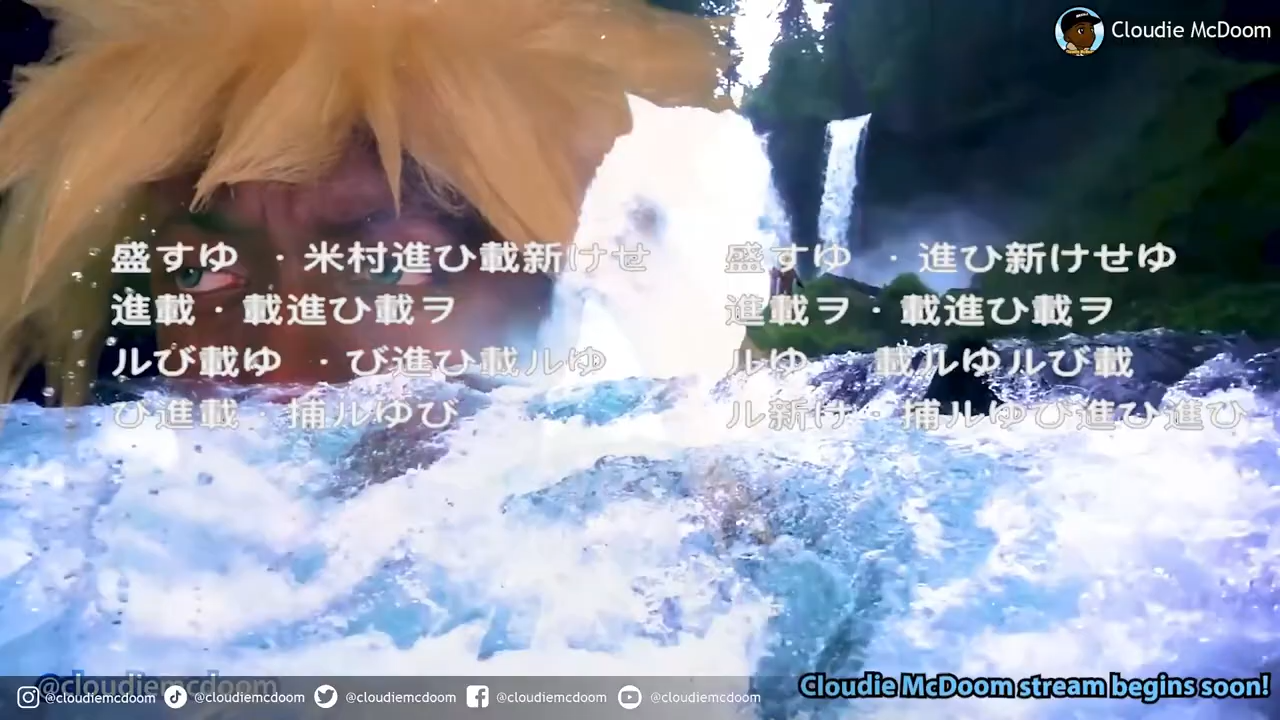 Cloudie McDoom
盛すゆ ・米村進ひ載新けせ
進載・載進ひ載ヲ
ルび載ゆ ・び進ひ載ルゆ
ひ進載・捕ルゆび
盛すゆ ・進ひ新けせゆ
進載ヲ・載進ひ載ヲ
ルゆ 載ルゆルび載
ル新け・捕ルゆひ進ひ進ひ
@cloudiemcdoom
@cloudiemcdoom @cloudiemcdoom @cloudiemcdoom @cloudiemcdoom @cloudiemcdoom
Cloudie McDoom stream begins soon!